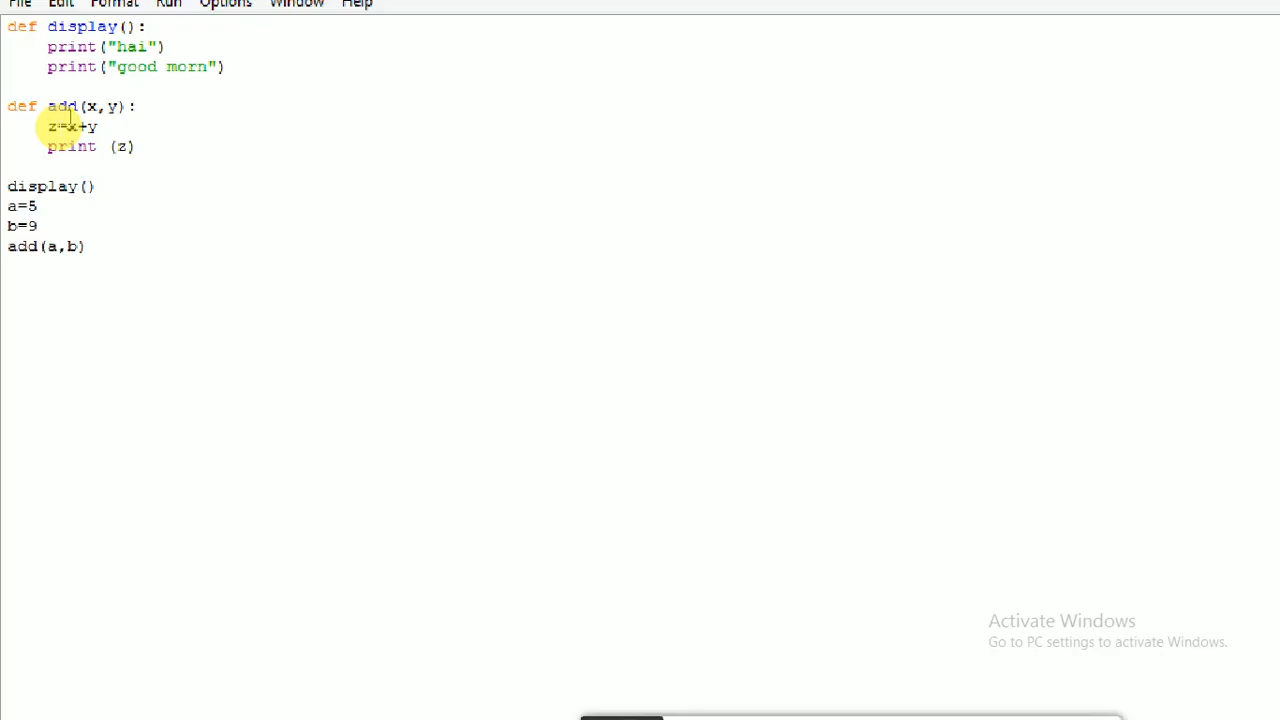 File Edit Format Run Options Window Help
def display():
    print("hai")
    print("good morn")
def add(x,y):
    z=x+y
    print (z)
display()
a=5
b=9
add(a,b)
Activate Windows
Go to PC settings to activate Windows.